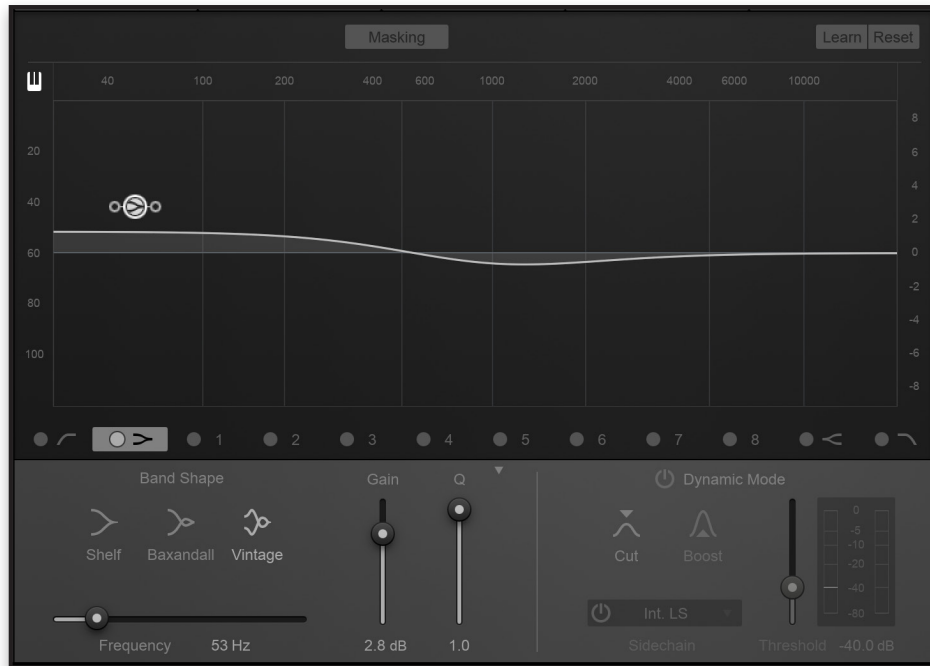 Masking Learn Reset
40 100 200 400 600 1000 2000 4000 6000 10000
8
20 6
40 4
2
60 0
80 -2
-4
100 -6
-8
1 2 3 4 5 6 7 8
Band Shape Gain Q Dynamic Mode
Shelf Baxandall Vintage Cut Boost
0
-5
-10
-20
-40
-80
Int. LS
Frequency 53 Hz 2.8 dB 1.0 Sidechain Threshold -40.0 dB